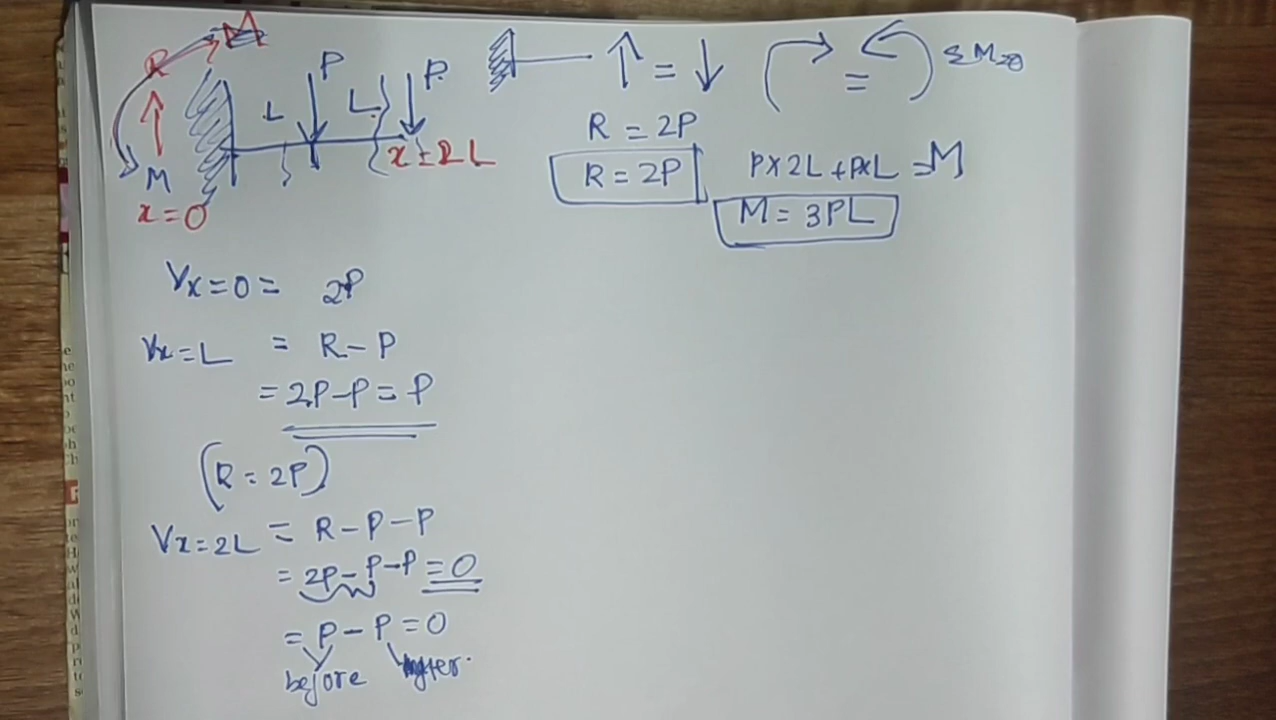 R
P
P
L
L
M
x = 2L
x = 0
↑ = ↓
= ΣM=0
R = 2P
R = 2P
P×2L + P×L = M
M = 3PL
Vx=0 = 2P
Vx=L = R - P
= 2P - P = P
(R = 2P)
Vx=2L = R - P - P
= 2P - P - P = 0
= P - P = 0
before after.